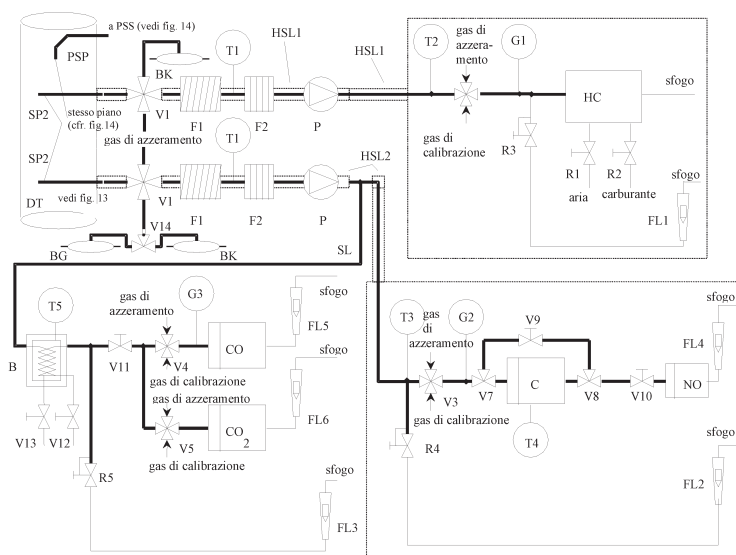 a PSS (vedi fig. 14)
PSP
BK
T1
HSL1
HSL1
T2
gas di
azzera-
mento
G1
SP2
stesso piano
(cfr. fig.14)
V1
F1
F2
P
gas di
calibrazione
HC
sfogo
gas di azzeramento
T1
HSL2
R3
R1
R2
aria
carburante
sfogo
FL1
SP2
DT
vedi fig. 13
V1
F1
F2
P
V14
BG
BK
SL
T5
B
gas di
azzeramento
G3
sfogo
FL5
CO
V11
V4
gas di calibrazione
gas di azzeramento
sfogo
FL6
CO
2
V5
gas di calibrazione
V13
V12
R5
sfogo
FL3
T3
gas
di
azzeramento
G2
V9
sfogo
FL4
V3
V7
C
V8
V10
NO
gas di calibrazione
R4
T4
sfogo
FL2